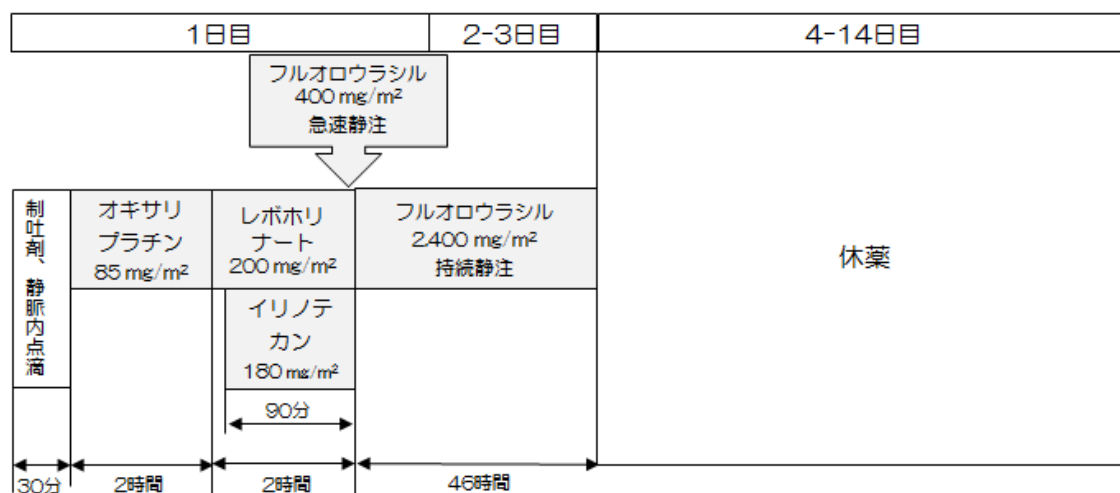 1日目
2-3日目
4-14日目
フルオロウラシル
400 mg/m²
急速静注
制吐剤、静脈内点滴
オキサリ
プラチン
85 mg/m²
レボホリ
ナート
200 mg/m²
フルオロウラシル
2,400 mg/m²
持続静注
休薬
イリノテ
カン
180 mg/m²
90分
30分
2時間
2時間
46時間